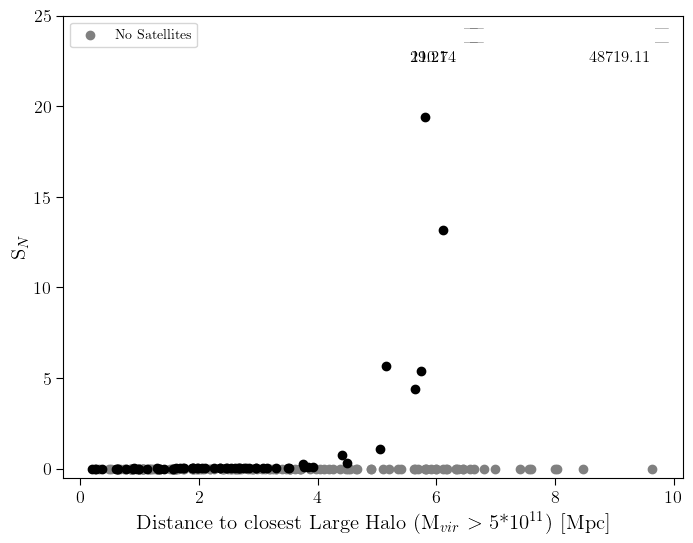 25
No Satellites
48719.11
20
15
S_N
10
5
0
0 2 4 6 8 10
Distance to closest Large Halo (M_vir > 5*10^11) [Mpc]